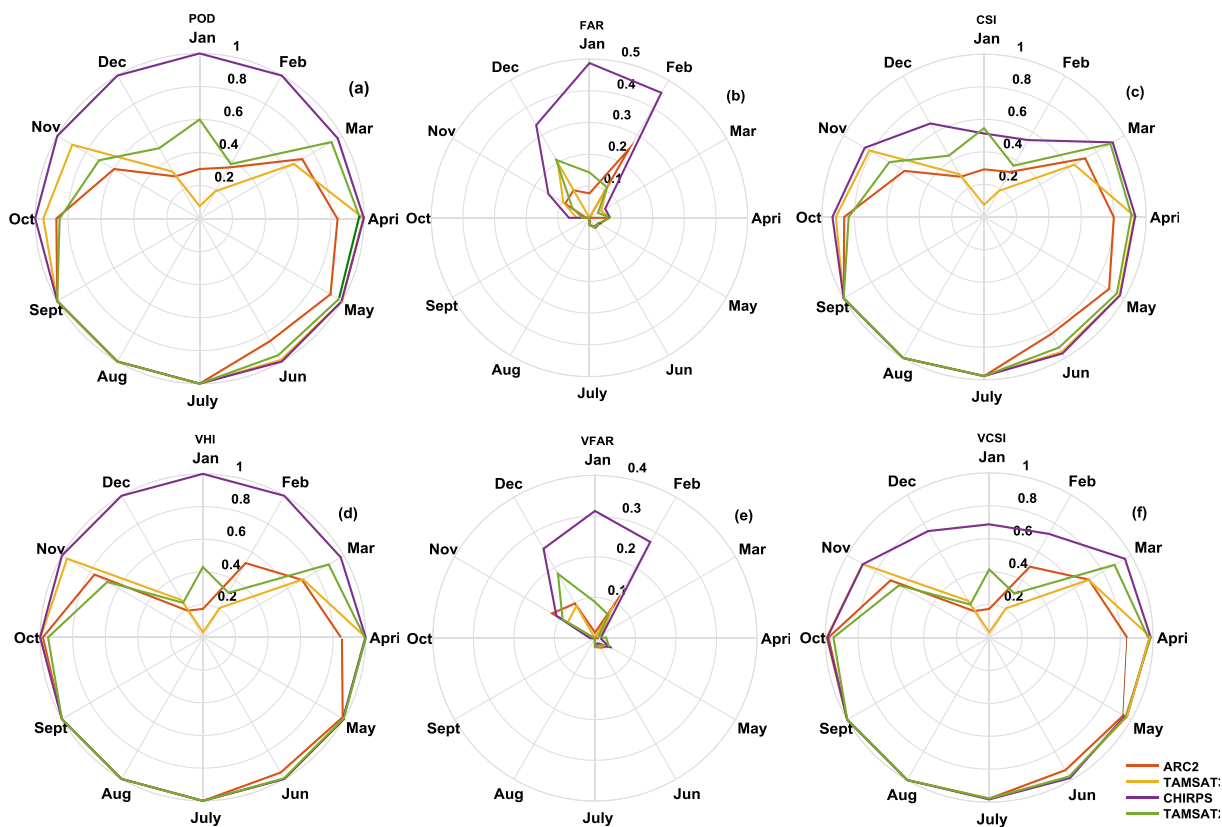 POD
Jan
1
Feb
0.8
0.6
0.4
0.2
Dec
(a)
Nov
Mar
Oct
Apri
Sept
May
Aug
Jun
July
FAR
Jan
0.5
Feb
0.4
0.3
0.2
0.1
Dec
(b)
Nov
Mar
Oct
Apri
Sept
May
Aug
Jun
July
CSI
Jan
1
Feb
0.8
0.6
0.4
0.2
Dec
(c)
Nov
Mar
Oct
Apri
Sept
May
Aug
Jun
July
VHI
Jan
1
Feb
0.8
0.6
0.4
0.2
Dec
(d)
Nov
Mar
Oct
Apri
Sept
May
Aug
Jun
July
VFAR
Jan
0.4
Feb
0.3
0.2
0.1
Dec
(e)
Nov
Mar
Oct
Apri
Sept
May
Aug
Jun
July
VCSI
Jan
1
Feb
0.8
0.6
0.4
0.2
Dec
(f)
Nov
Mar
Oct
Apri
Sept
May
Aug
Jun
July
ARC2
TAMSAT3
CHIRPS
TAMSAT2